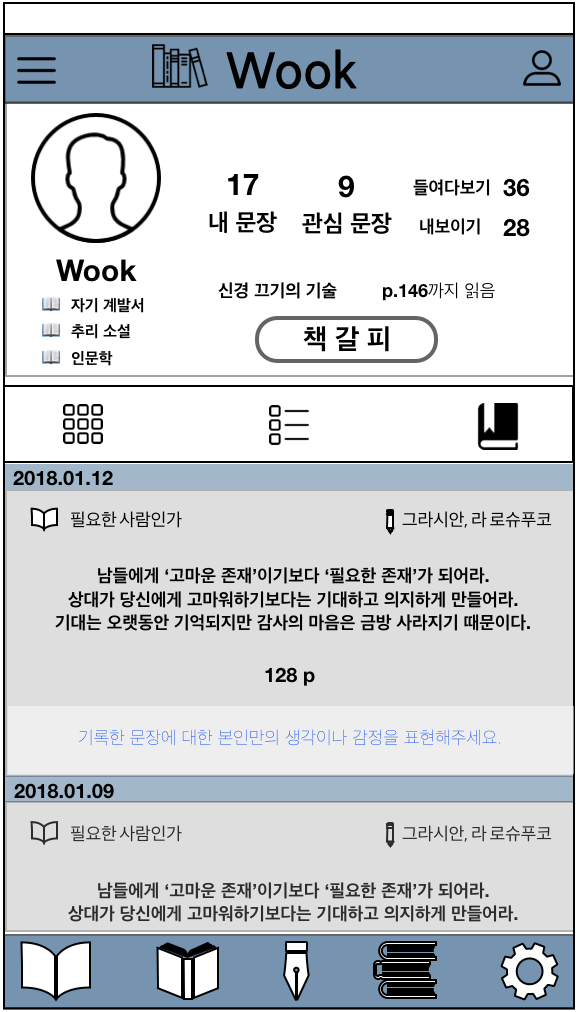 Wook
17
9
들여다보기 36
내 문장
관심 문장
내보이기 28
Wook
자기 계발서
추리 소설
인문학
신경 끄기의 기술
p.146까지 읽음
책 갈 피
2018.01.12
필요한 사람인가
그라시안, 라 로슈푸코
남들에게 ‘고마운 존재’이기보다 ‘필요한 존재’가 되어라.
상대가 당신에게 고마워하기보다는 기대하고 의지하게 만들어라.
기대는 오랫동안 기억되지만 감사의 마음은 금방 사라지기 때문이다.
128 p
기록한 문장에 대한 본인만의 생각이나 감정을 표현해주세요.
2018.01.09
필요한 사람인가
그라시안, 라 로슈푸코
남들에게 ‘고마운 존재’이기보다 ‘필요한 존재’가 되어라.
상대가 당신에게 고마워하기보다는 기대하고 의지하게 만들어라.